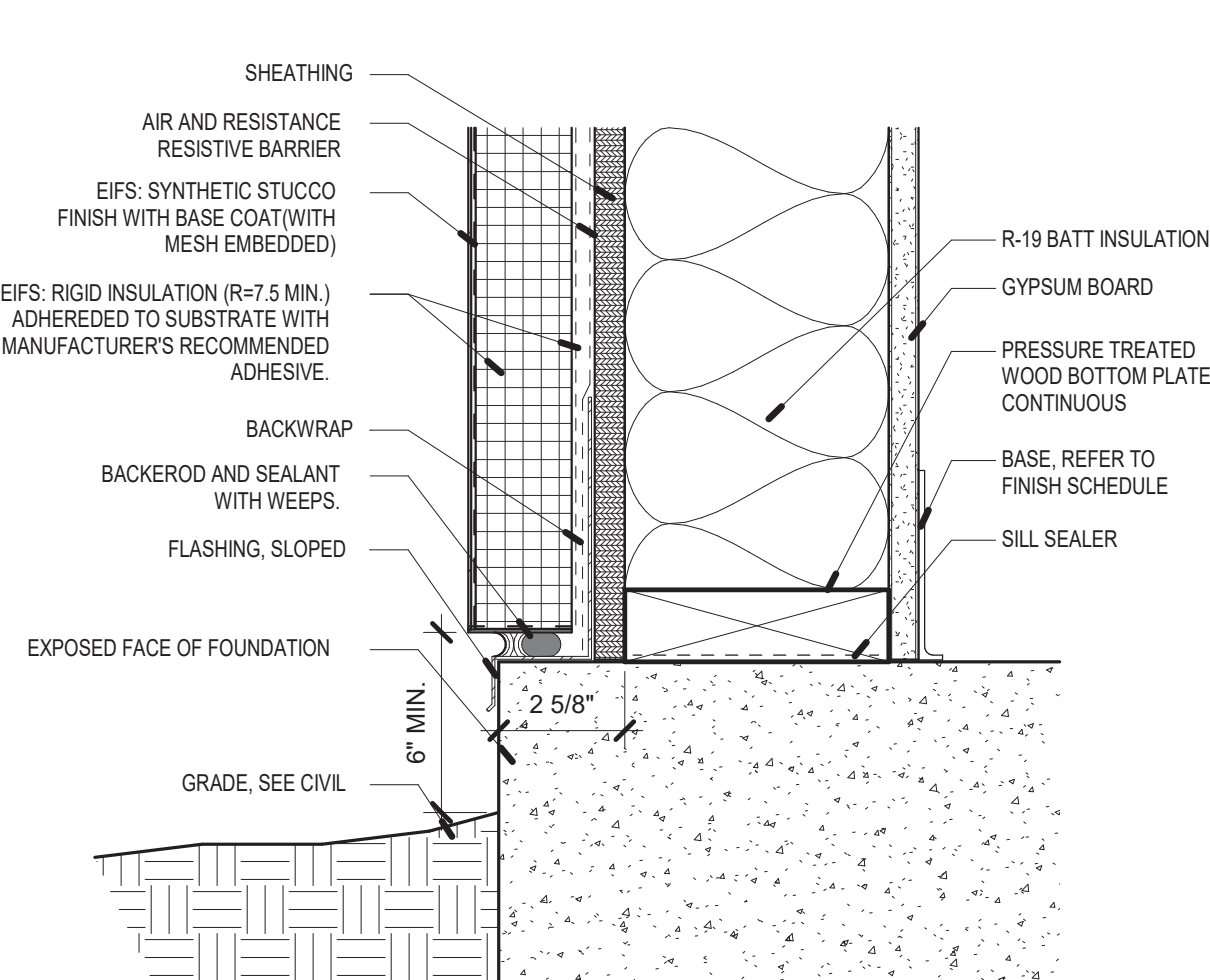 SHEATHING
AIR AND RESISTANCE
RESISTIVE BARRIER
EIFS: SYNTHETIC STUCCO
FINISH WITH BASE COAT(WITH
MESH EMBEDDED)
EIFS: RIGID INSULATION (R=7.5 MIN.)
ADHEREDED TO SUBSTRATE WITH
MANUFACTURER'S RECOMMENDED
ADHESIVE.
BACKWRAP
BACKEROD AND SEALANT
WITH WEEPS.
FLASHING, SLOPED
EXPOSED FACE OF FOUNDATION
GRADE, SEE CIVIL
6" MIN.
2 5/8"
R-19 BATT INSULATION
GYPSUM BOARD
PRESSURE TREATED
WOOD BOTTOM PLATE
CONTINUOUS
BASE, REFER TO
FINISH SCHEDULE
SILL SEALER